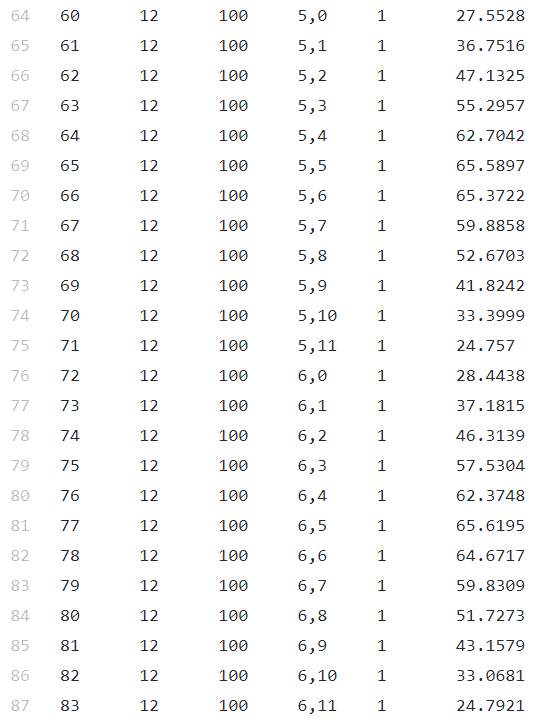 64 60 12 100 5,0 1 27.5528
65 61 12 100 5,1 1 36.7516
66 62 12 100 5,2 1 47.1325
67 63 12 100 5,3 1 55.2957
68 64 12 100 5,4 1 62.7042
69 65 12 100 5,5 1 65.5897
70 66 12 100 5,6 1 65.3722
71 67 12 100 5,7 1 59.8858
72 68 12 100 5,8 1 52.6703
73 69 12 100 5,9 1 41.8242
74 70 12 100 5,10 1 33.3999
75 71 12 100 5,11 1 24.757
76 72 12 100 6,0 1 28.4438
77 73 12 100 6,1 1 37.1815
78 74 12 100 6,2 1 46.3139
79 75 12 100 6,3 1 57.5304
80 76 12 100 6,4 1 62.3748
81 77 12 100 6,5 1 65.6195
82 78 12 100 6,6 1 64.6717
83 79 12 100 6,7 1 59.8309
84 80 12 100 6,8 1 51.7273
85 81 12 100 6,9 1 43.1579
86 82 12 100 6,10 1 33.0681
87 83 12 100 6,11 1 24.7921